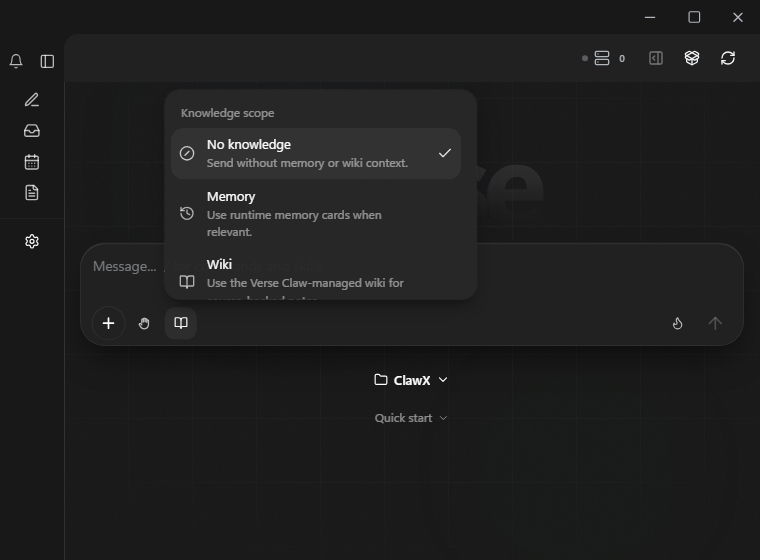 0
Knowledge scope
No knowledge
Send without memory or wiki context.
Memory
Use runtime memory cards when
relevant.
Wiki
Use the Verse Claw-managed wiki for
Message...
ClawX
Quick start